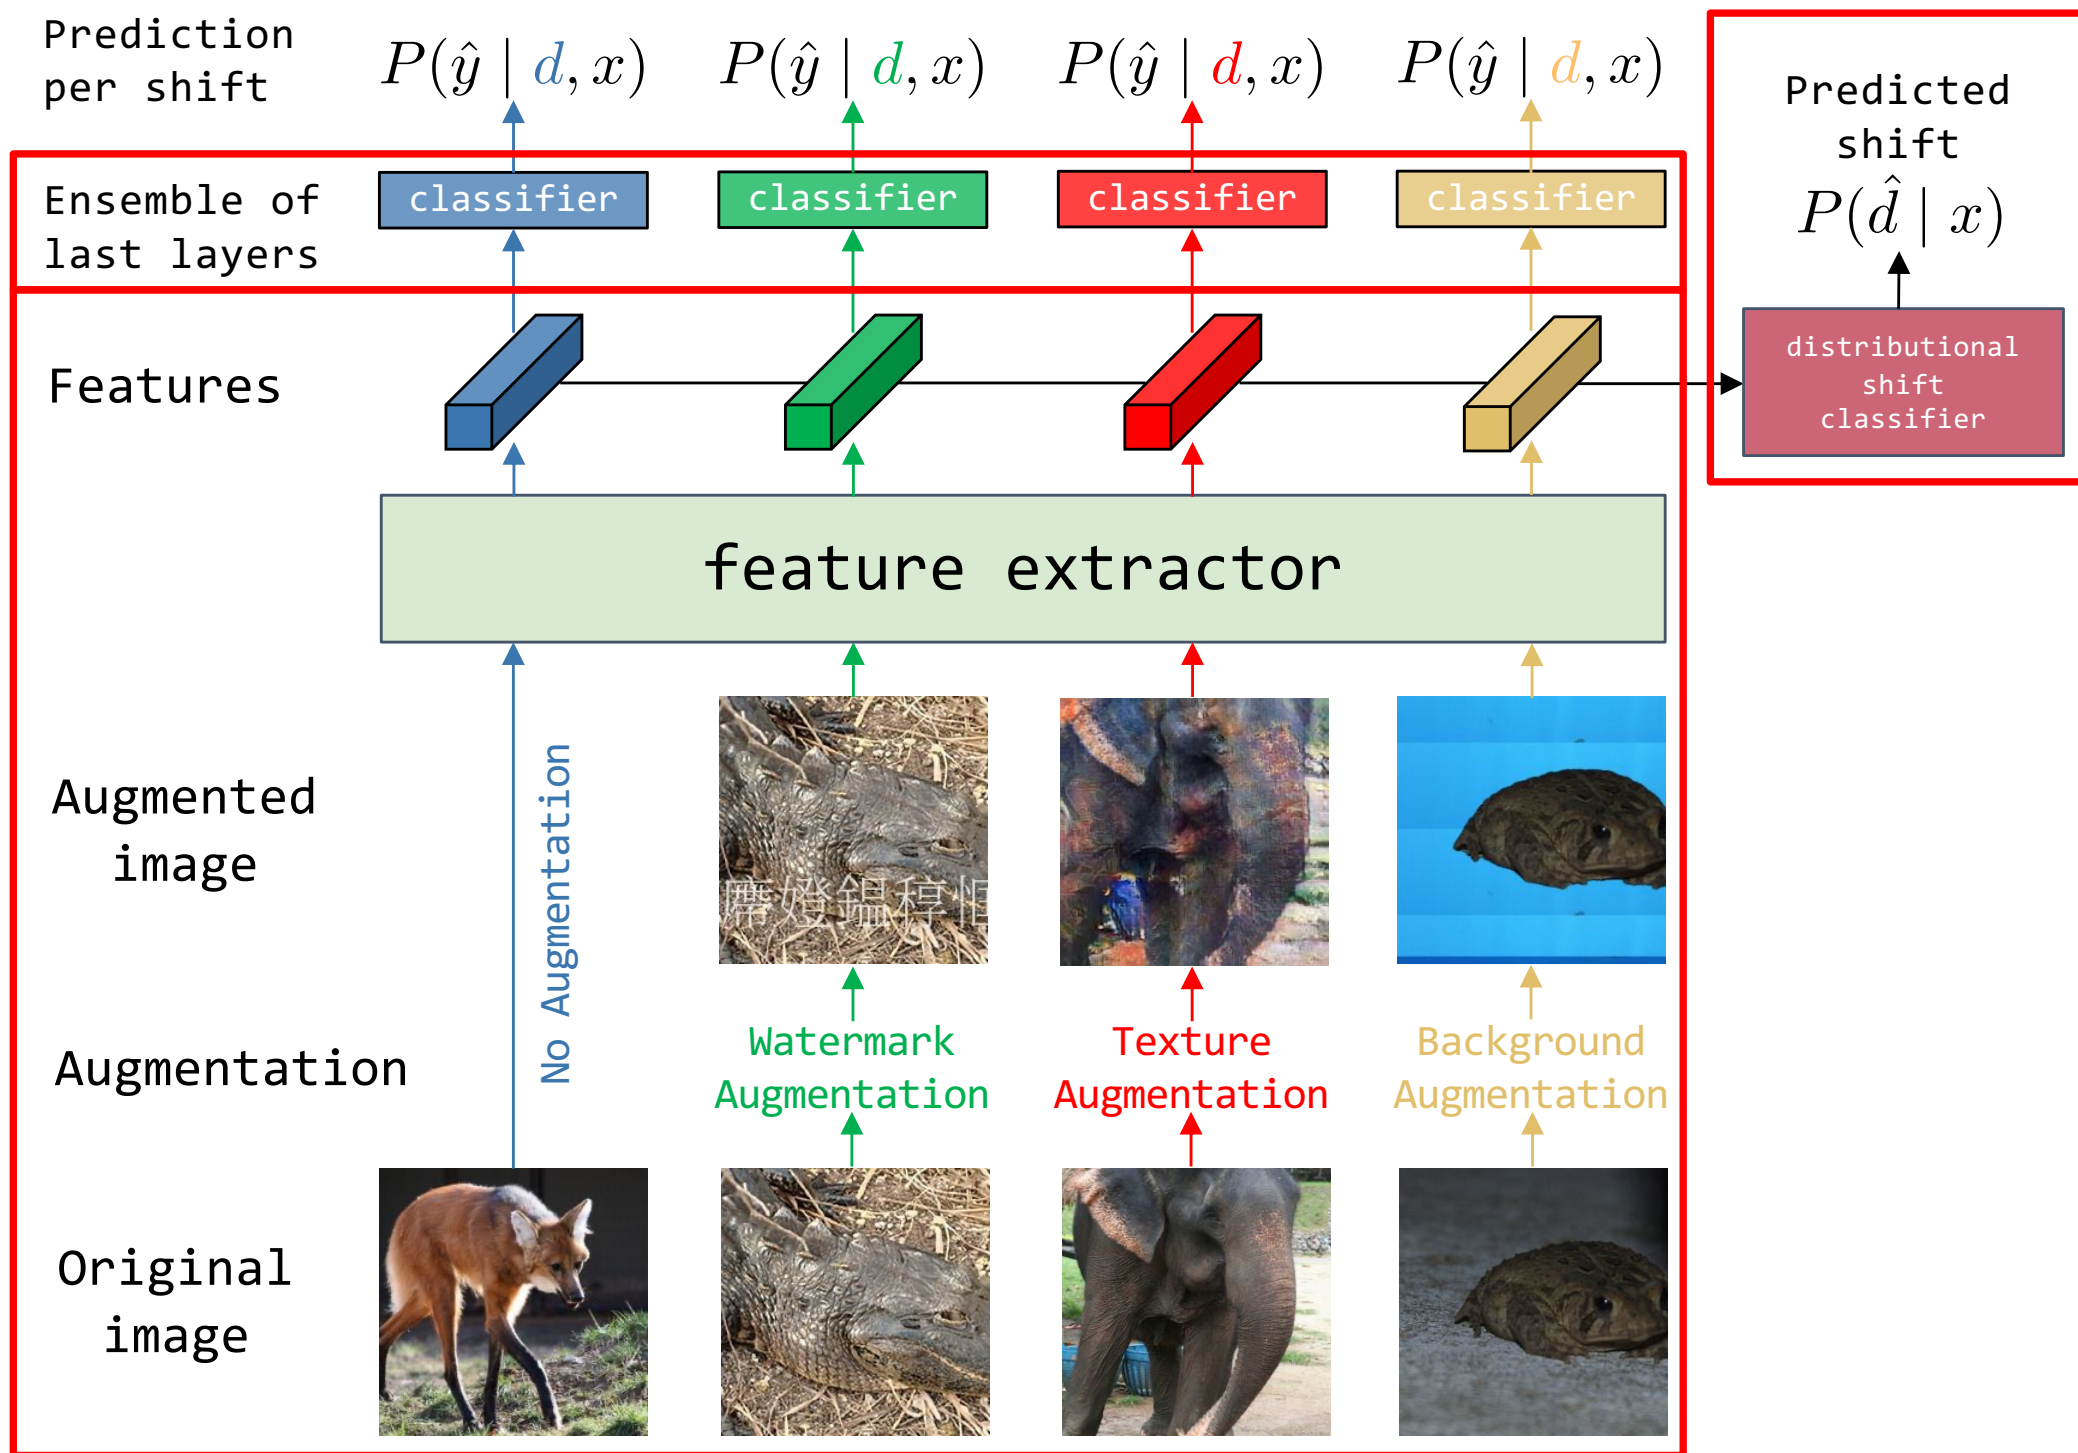 Prediction
per shift
P(ŷ | d, x)
P(ŷ | d, x)
P(ŷ | d, x)
P(ŷ | d, x)
Predicted
shift
P(d̂ | x)
Ensemble of
last layers
classifier
classifier
classifier
classifier
distributional
shift
classifier
Features
feature extractor
Augmented
image
No Augmentation
Augmentation
Watermark
Augmentation
Texture
Augmentation
Background
Augmentation
Original
image